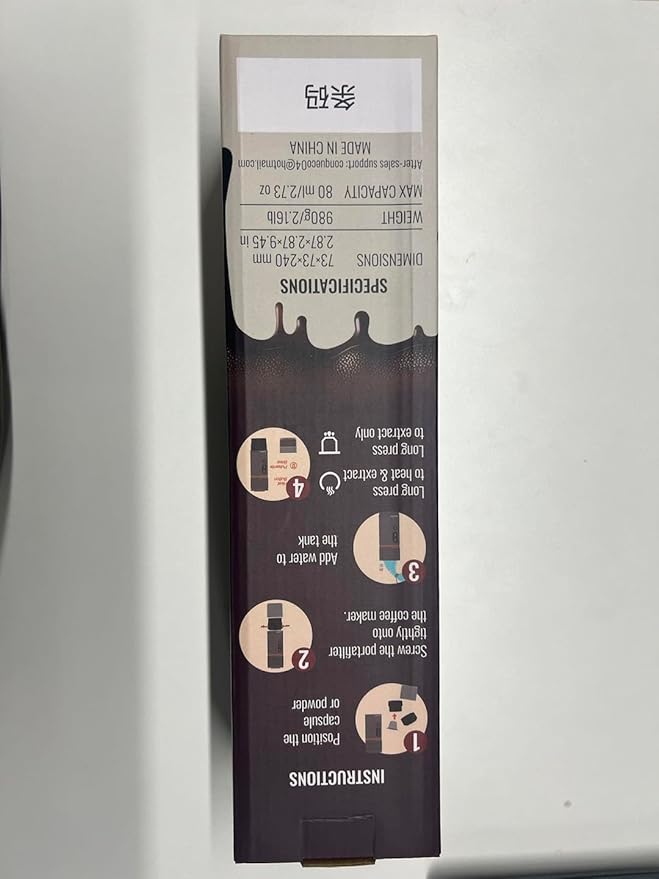 INSTRUCTIONS
1
Position the
capsule
or powder
2
Screw the portafilter
tightly onto
the coffee maker.
3
Add water to
the tank
4
Long press
to heat & extract
Long press
to extract only
SPECIFICATIONS
DIMENSIONS 73×73×240 mm
2.87×2.87×9.45 in
WEIGHT 980g/2.16lb
MAX CAPACITY 80 ml/2.73 oz
After-sales support: conqueco04@hotmail.com
MADE IN CHINA
条码